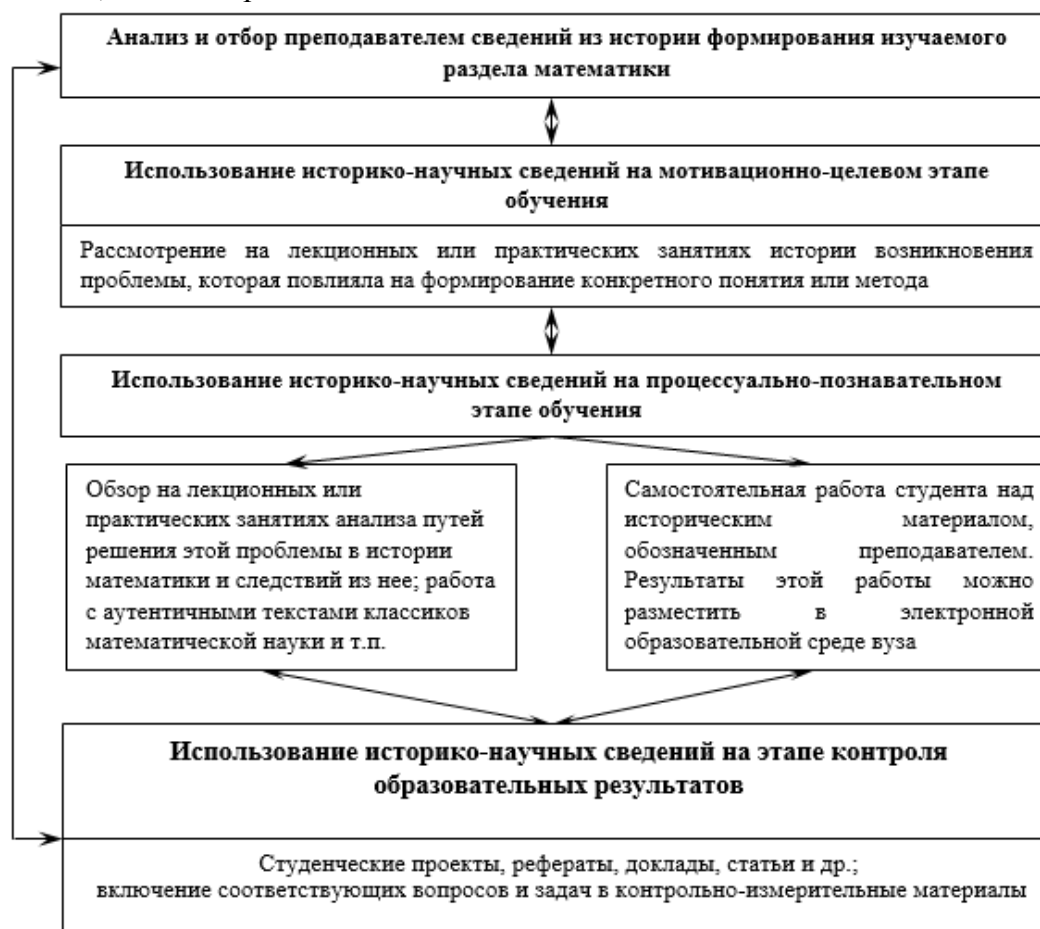 Анализ и отбор преподавателем сведений из истории формирования изучаемого
раздела математики
Использование историко-научных сведений на мотивационно-целевом этапе
обучения
Рассмотрение на лекционных или практических занятиях истории возникновения
проблемы, которая повлияла на формирование конкретного понятия или метода
Использование историко-научных сведений на процессуально-познавательном
этапе обучения
Обзор на лекционных или
практических занятиях анализа путей
решения этой проблемы в истории
математики и следствий из нее; работа
с аутентичными текстами классиков
математической науки и т.п.
Самостоятельная работа студента над
историческим материалом,
обозначенным преподавателем.
Результаты этой работы можно
разместить в электронной
образовательной среде вуза
Использование историко-научных сведений на этапе контроля
образовательных результатов
Студенческие проекты, рефераты, доклады, статьи и др.;
включение соответствующих вопросов и задач в контрольно-измерительные материалы